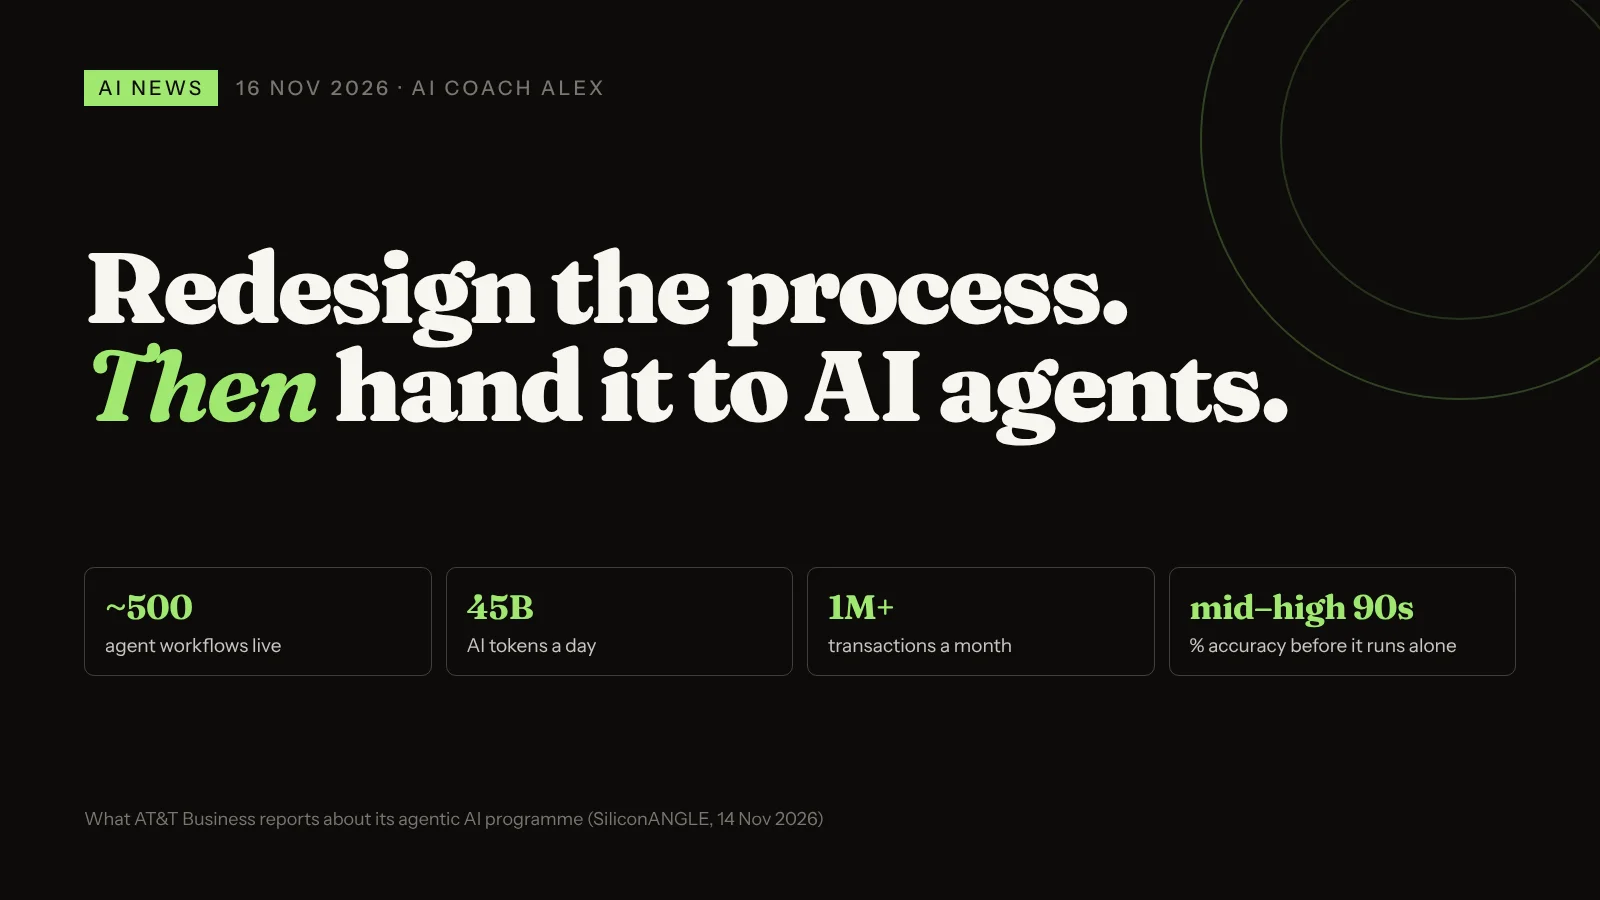 AI NEWS 16 NOV 2026 · AI COACH ALEX
Redesign the process.
Then hand it to AI agents.
~500
agent workflows live
45B
AI tokens a day
1M+
transactions a month
mid–high 90s
% accuracy before it runs alone
What AT&T Business reports about its agentic AI programme (SiliconANGLE, 14 Nov 2026)